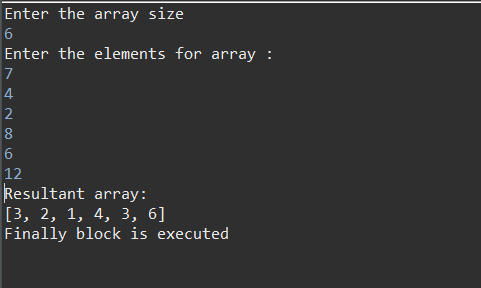 Enter the array size
6
Enter the elements for array :
7
4
2
8
6
12
Resultant array:
[3, 2, 1, 4, 3, 6]
Finally block is executed